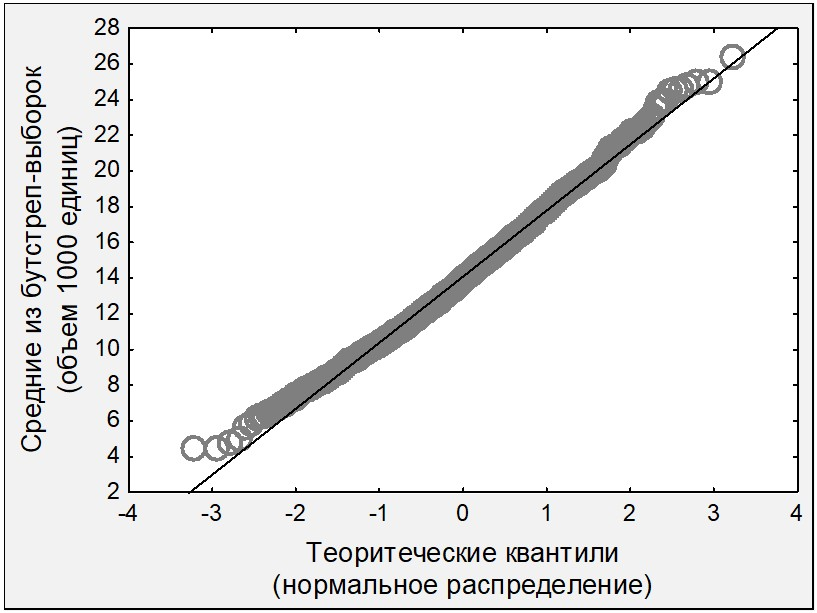 28
26
24
22
20
18
16
14
12
10
8
6
4
2
Средние из бутстреп-выборок
(объем 1000 единиц)
-4 -3 -2 -1 0 1 2 3 4
Теоритеческие квантили
(нормальное распределение)